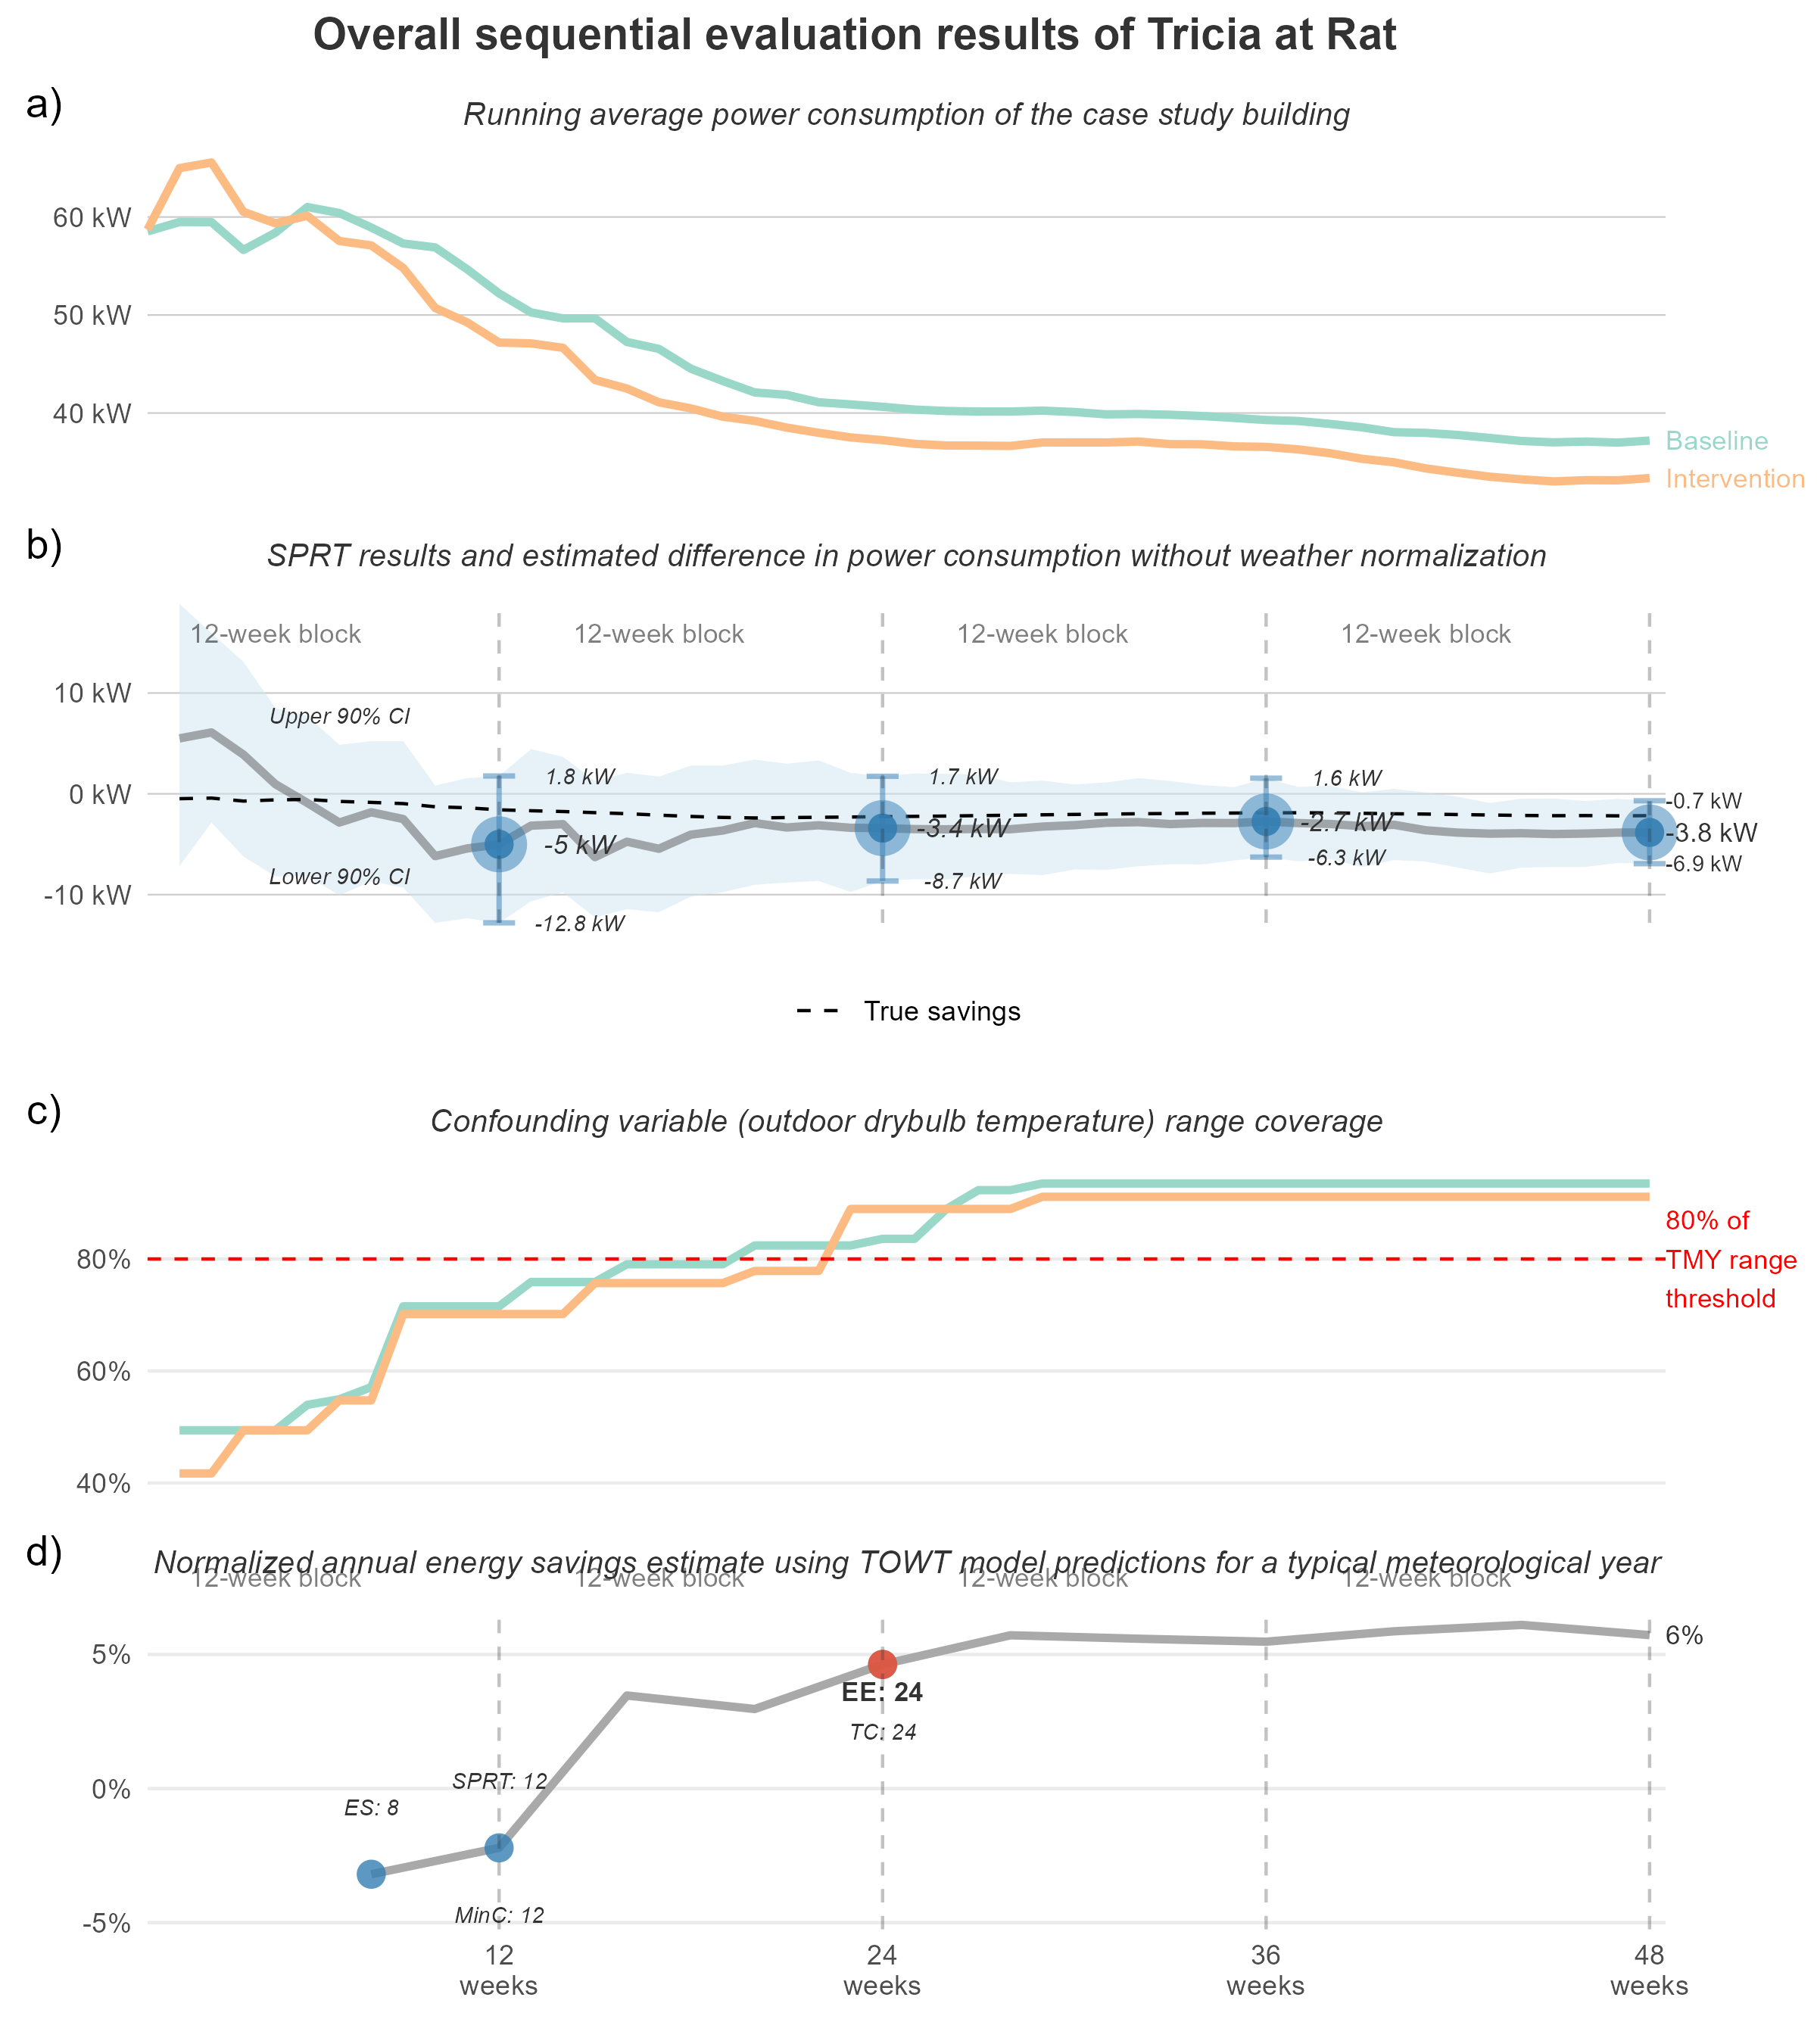 Overall sequential evaluation results of Tricia at Rat
a)
Running average power consumption of the case study building
60 kW
50 kW
40 kW
Baseline
Intervention
b)
SPRT results and estimated difference in power consumption without weather normalization
12-week block
12-week block
12-week block
12-week block
10 kW
Upper 90% CI
1.8 kW
1.7 kW
1.6 kW
0 kW
-0.7 kW
-5 kW
-3.4 kW
-2.7 kW
-3.8 kW
-6.3 kW
-6.9 kW
Lower 90% CI
-8.7 kW
-10 kW
-12.8 kW
True savings
c)
Confounding variable (outdoor drybulb temperature) range coverage
80% of
TMY range
threshold
80%
60%
40%
d)
Normalized annual energy savings estimate using TOWT model predictions for a typical meteorological year
12-week block
12-week block
12-week block
12-week block
5%
6%
EE: 24
TC: 24
SPRT: 12
0%
ES: 8
MinC: 12
-5%
12
weeks
24
weeks
36
weeks
48
weeks